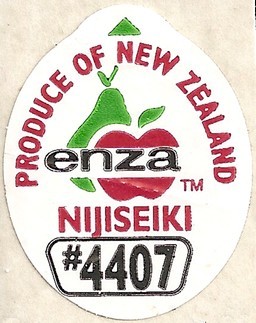 PRODUCE OF NEW ZEALAND
enza
TM
NIJISEIKI
#4407